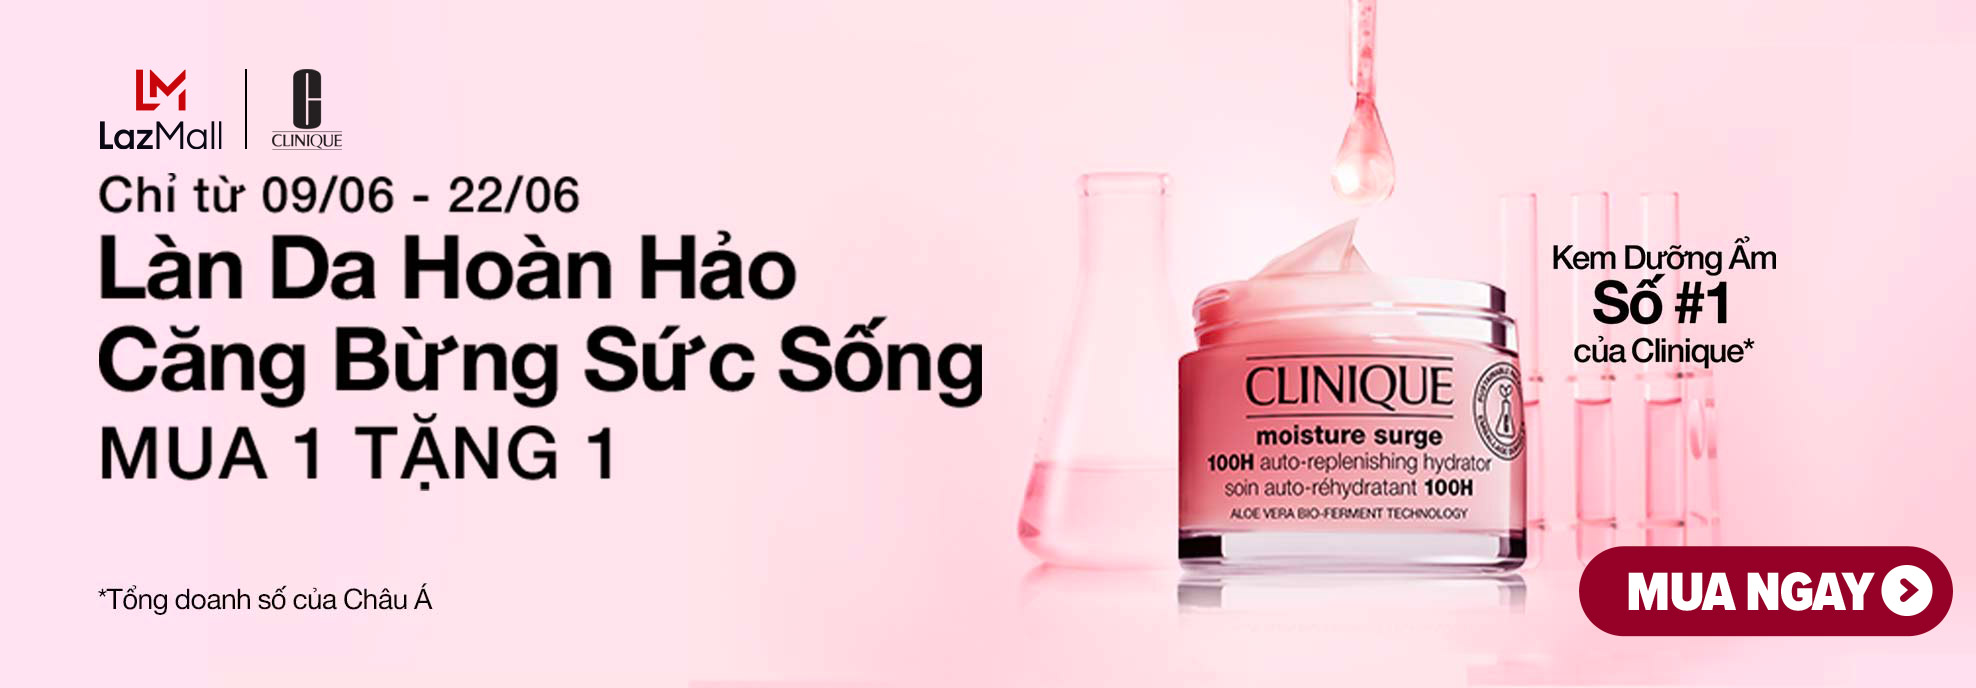 LM
LazMall
C
CLINIQUE
Chỉ từ 09/06 - 22/06
Làn Da Hoàn Hảo
Căng Bừng Sức Sống
MUA 1 TẶNG 1
*Tổng doanh số của Châu Á
CLINIQUE
moisture surge
100H auto-replenishing hydrator
soin auto-réhydratant 100H
ALOE VERA BIO-FERMENT TECHNOLOGY
Kem Dưỡng Ẩm
Số #1
của Clinique*
MUA NGAY